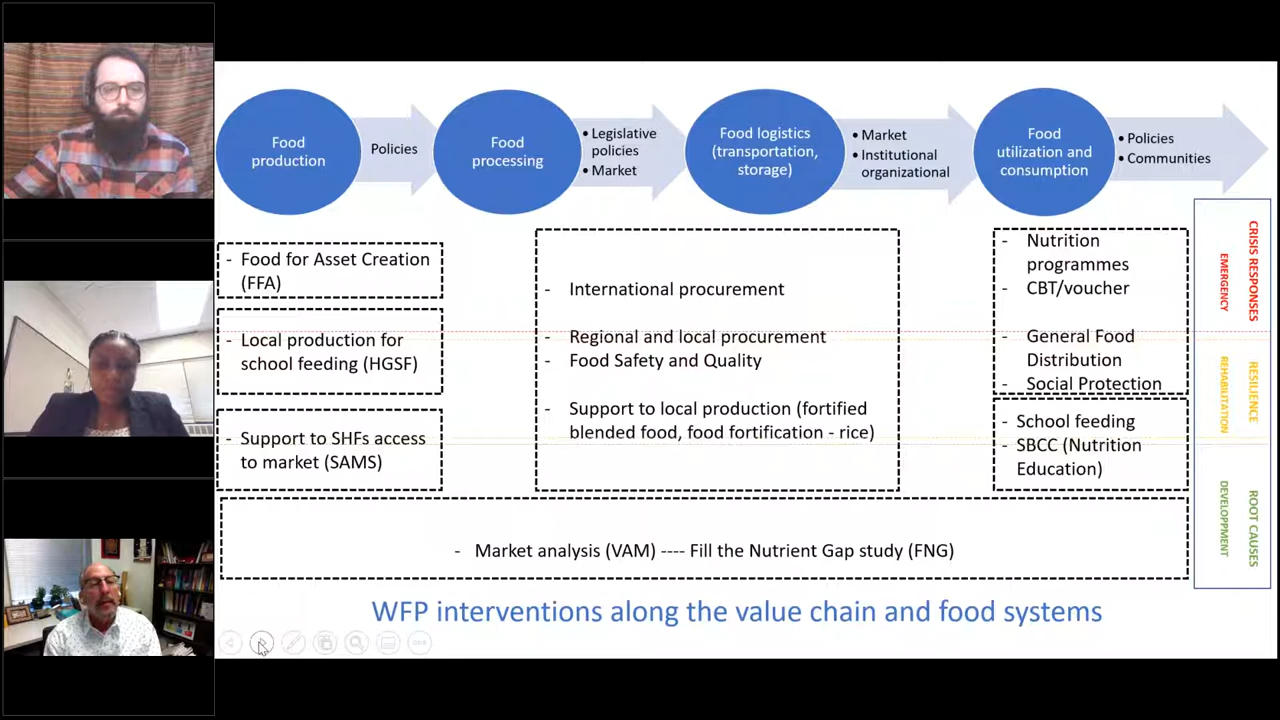 Food
production
Policies
Food
processing
• Legislative
policies
• Market
Food logistics
(transportation,
storage)
• Market
• Institutional
organizational
Food
utilization and
consumption
• Policies
• Communities
- Food for Asset Creation
(FFA)
- Local production for
school feeding (HGSF)
- Support to SHFs access
to market (SAMS)
- International procurement
- Regional and local procurement
- Food Safety and Quality
- Support to local production (fortified
blended food, food fortification - rice)
- Nutrition
programmes
- CBT/voucher
- General Food
Distribution
- Social Protection
- School feeding
- SBCC (Nutrition
Education)
CRISIS RESPONSES
EMERGENCY
RESILIENCE
REHABILITATION
ROOT CAUSES
DEVELOPPMENT
- Market analysis (VAM) ---- Fill the Nutrient Gap study (FNG)
WFP interventions along the value chain and food systems